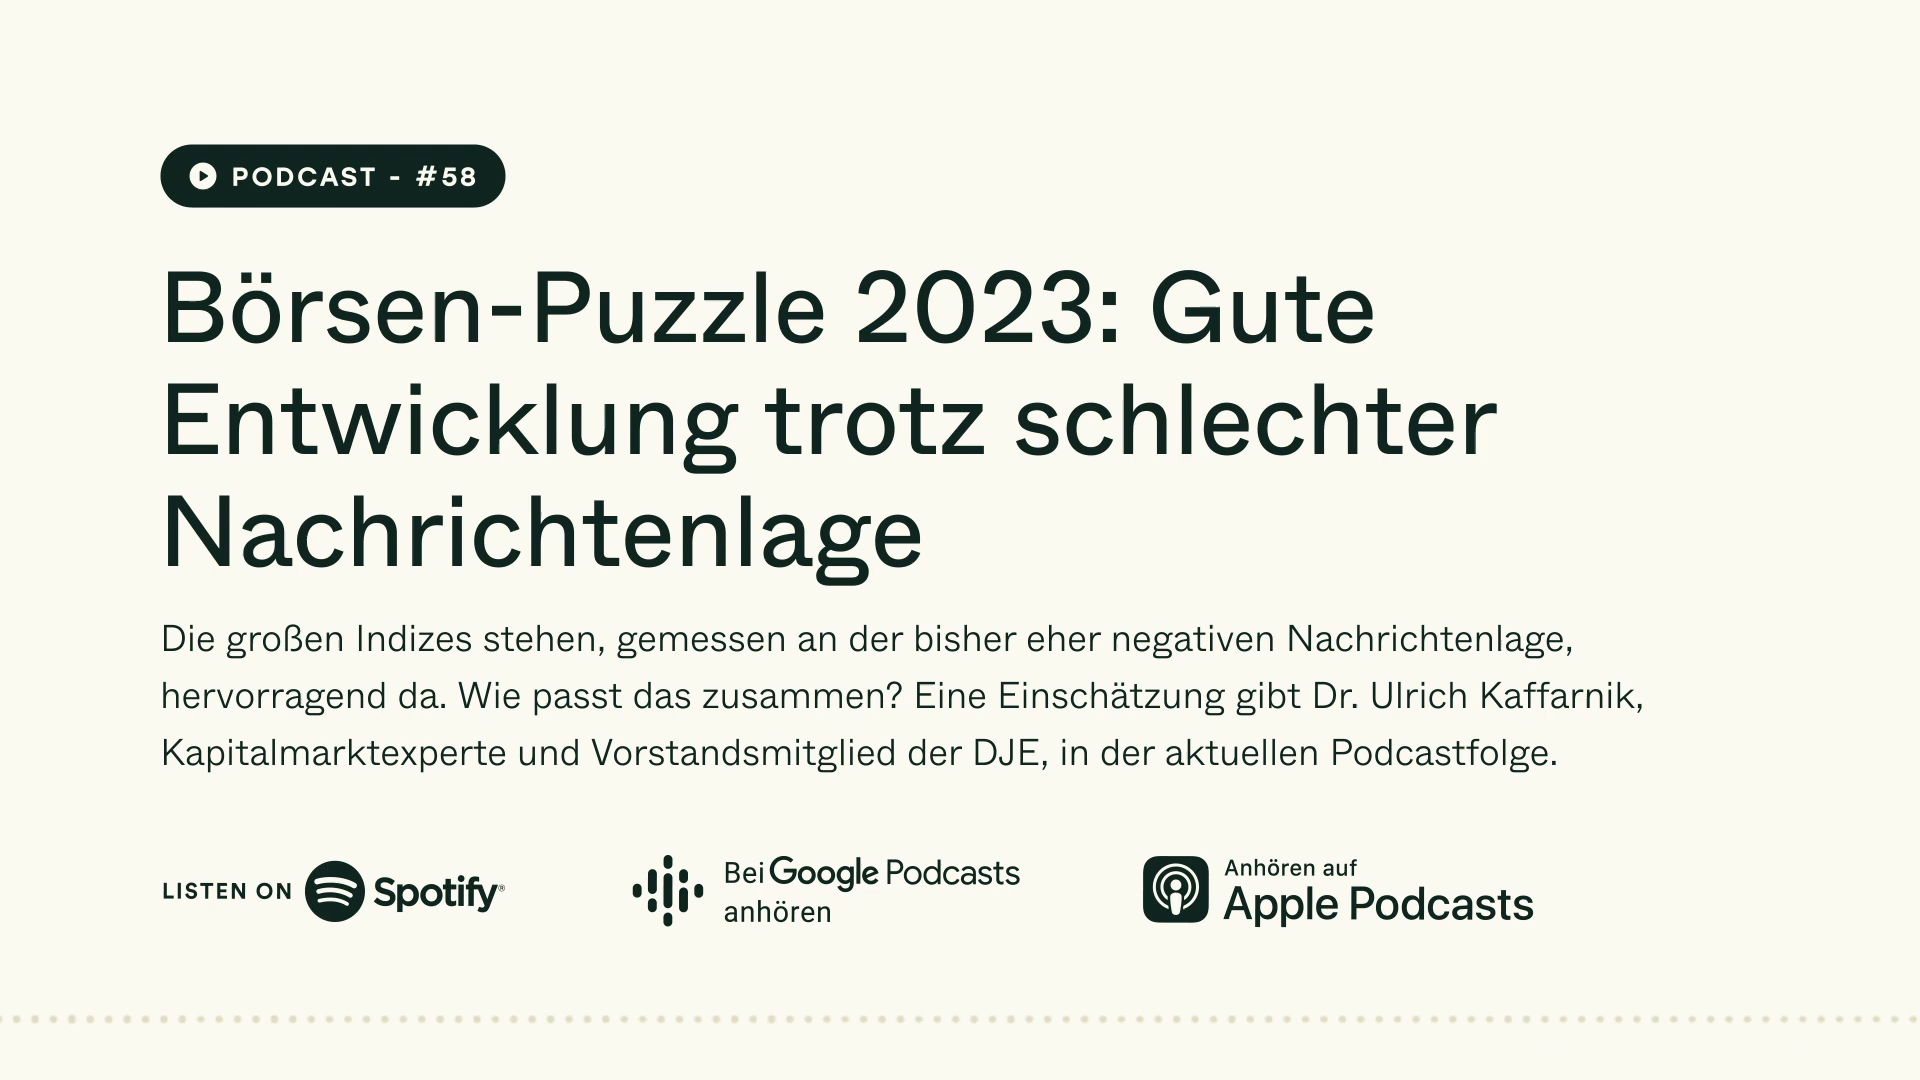 PODCAST - #58
Börsen-Puzzle 2023: Gute
Entwicklung trotz schlechter
Nachrichtenlage
Die großen Indizes stehen, gemessen an der bisher eher negativen Nachrichtenlage,
hervorragend da. Wie passt das zusammen? Eine Einschätzung gibt Dr. Ulrich Kaffarnik,
Kapitalmarktexperte und Vorstandsmitglied der DJE, in der aktuellen Podcastfolge.
LISTEN ON Spotify®
Bei Google Podcasts
anhören
Anhören auf
Apple Podcasts